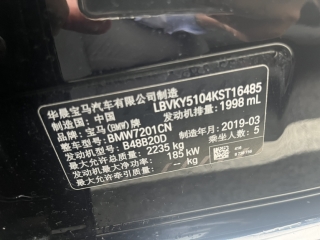 华晨宝马汽车有限公司制造
制造国：中国 LBVKY5104KST16485
品牌：宝马(BMW)牌 发动机排量：1998 mL
整车型号：BMW7201CN
发动机型号：B48B20D 制造年月：2019-03
最大允许总质量：2235 kg 乘坐人数：5
发动机最大净功率：185 kW
最大允许牵引质量：-- kg